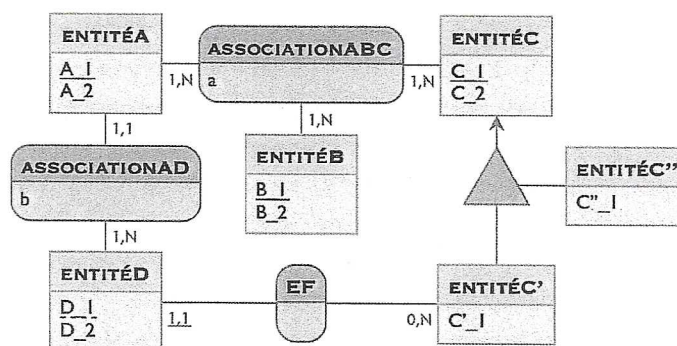 ENTITÉA
A_1
A_2
1,N
ASSOCIATIONABC
a
1,N
ENTITÉC
C_1
C_2
1,N
ENTITÉB
B_1
B_2
1,1
ASSOCIATIOND
b
1,N
ENTITÉC"
C"_1
ENTITÉD
D_1
D_2
1,1
EF
0,N
ENTITÉC'
C'_1